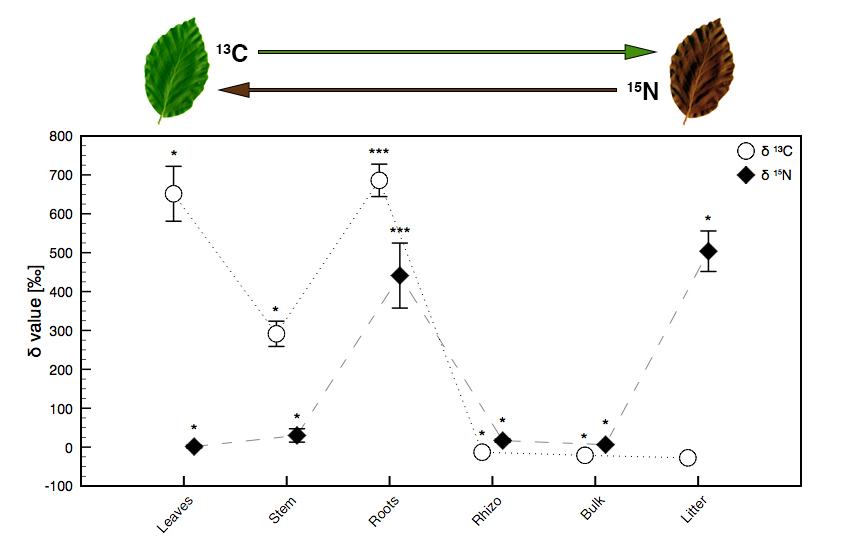 ¹³C
¹⁵N
δ ¹³C
δ ¹⁵N
δ value [‰]
800
700
600
500
400
300
200
100
0
-100
*
*
***
***
*
*
*
*
*
*
*
Leaves
Stem
Roots
Rhizo
Bulk
Litter